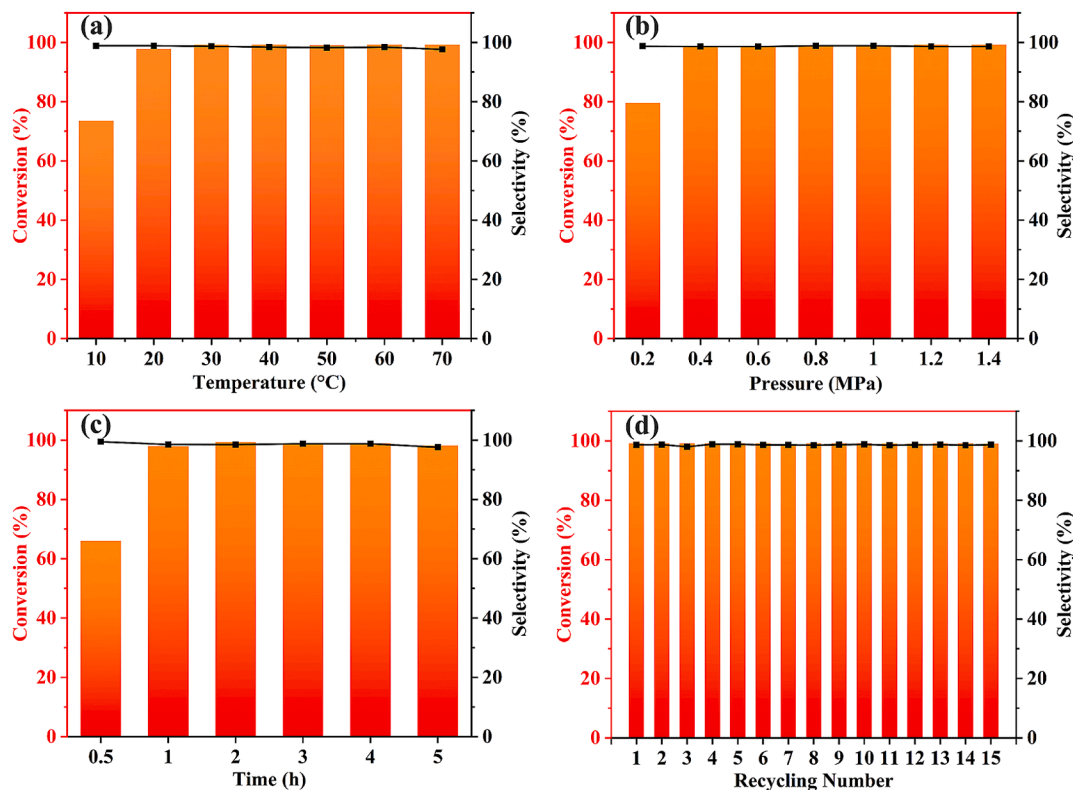 (a)
100
80
60
40
20
0
Conversion (%)
100
80
60
40
20
0
Selectivity (%)
10 20 30 40 50 60 70
Temperature (°C)
(b)
100
80
60
40
20
0
Conversion (%)
100
80
60
40
20
0
Selectivity (%)
0.2 0.4 0.6 0.8 1 1.2 1.4
Pressure (MPa)
(c)
100
80
60
40
20
0
Conversion (%)
100
80
60
40
20
0
Selectivity (%)
0.5 1 2 3 4 5
Time (h)
(d)
100
80
60
40
20
0
Conversion (%)
100
80
60
40
20
0
Selectivity (%)
1 2 3 4 5 6 7 8 9 10 11 12 13 14 15
Recycling Number